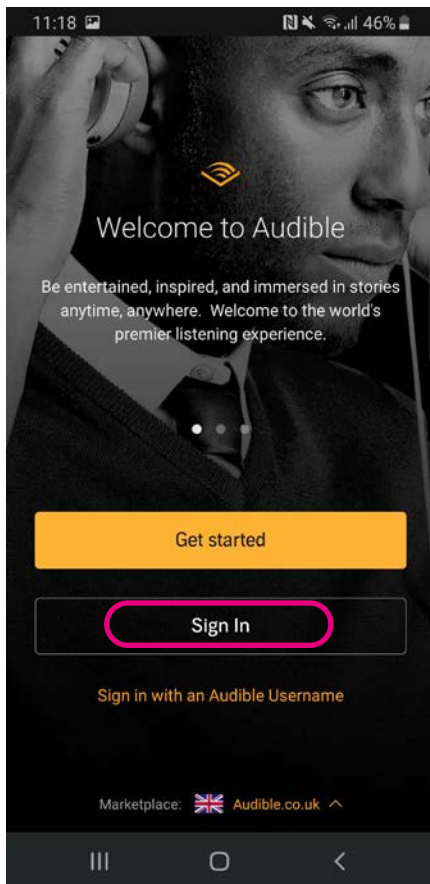 11:18 46%
Welcome to Audible
Be entertained, inspired, and immersed in stories
anytime, anywhere. Welcome to the world's
premier listening experience.
Get started
Sign In
Sign in with an Audible Username
Marketplace: Audible.co.uk